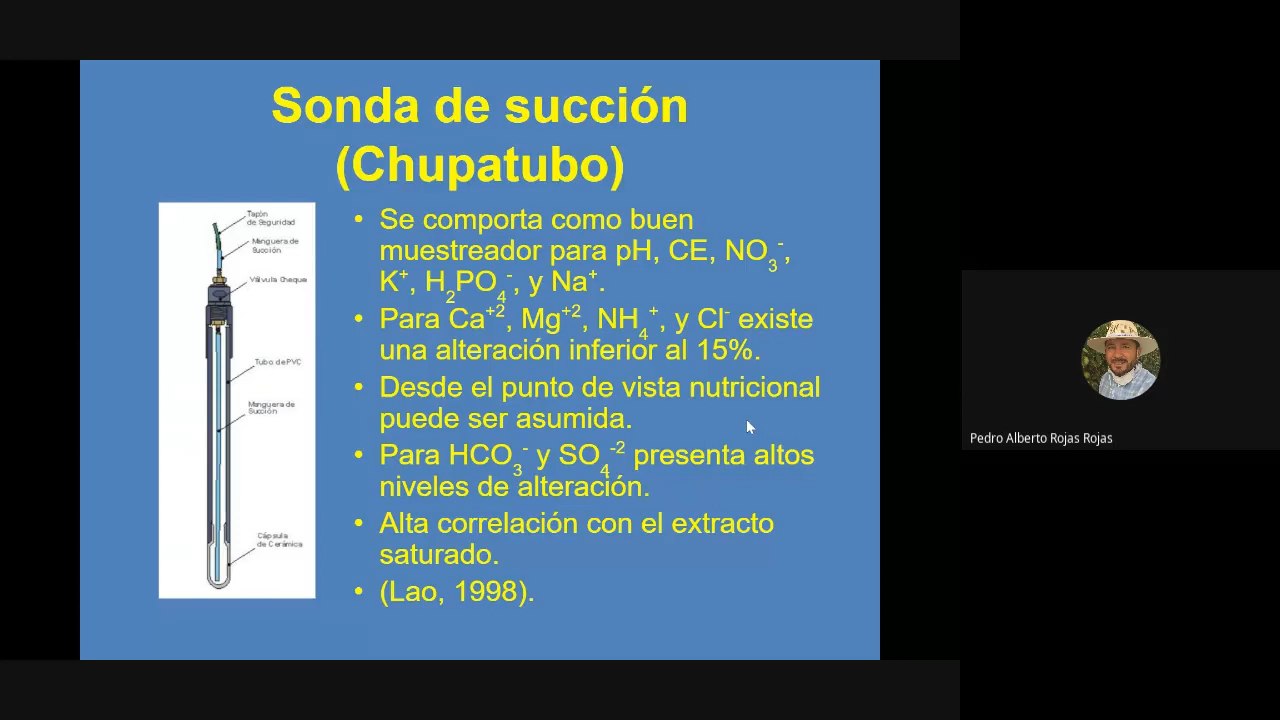 Sonda de succión
(Chupatubo)
Tapón
de Seguridad
Manguera de
Succión
Válvula Cheque
Tubo de PVC
Manguera de
Succión
Cápsula
de Cerámica
• Se comporta como buen
muestreador para pH, CE, NO₃⁻,
K⁺, H₂PO₄⁻, y Na⁺.
• Para Ca⁺², Mg⁺², NH₄⁺, y Cl⁻ existe
una alteración inferior al 15%.
• Desde el punto de vista nutricional
puede ser asumida.
• Para HCO₃⁻ y SO₄⁻² presenta altos
niveles de alteración.
• Alta correlación con el extracto
saturado.
• (Lao, 1998).
Pedro Alberto Rojas Rojas